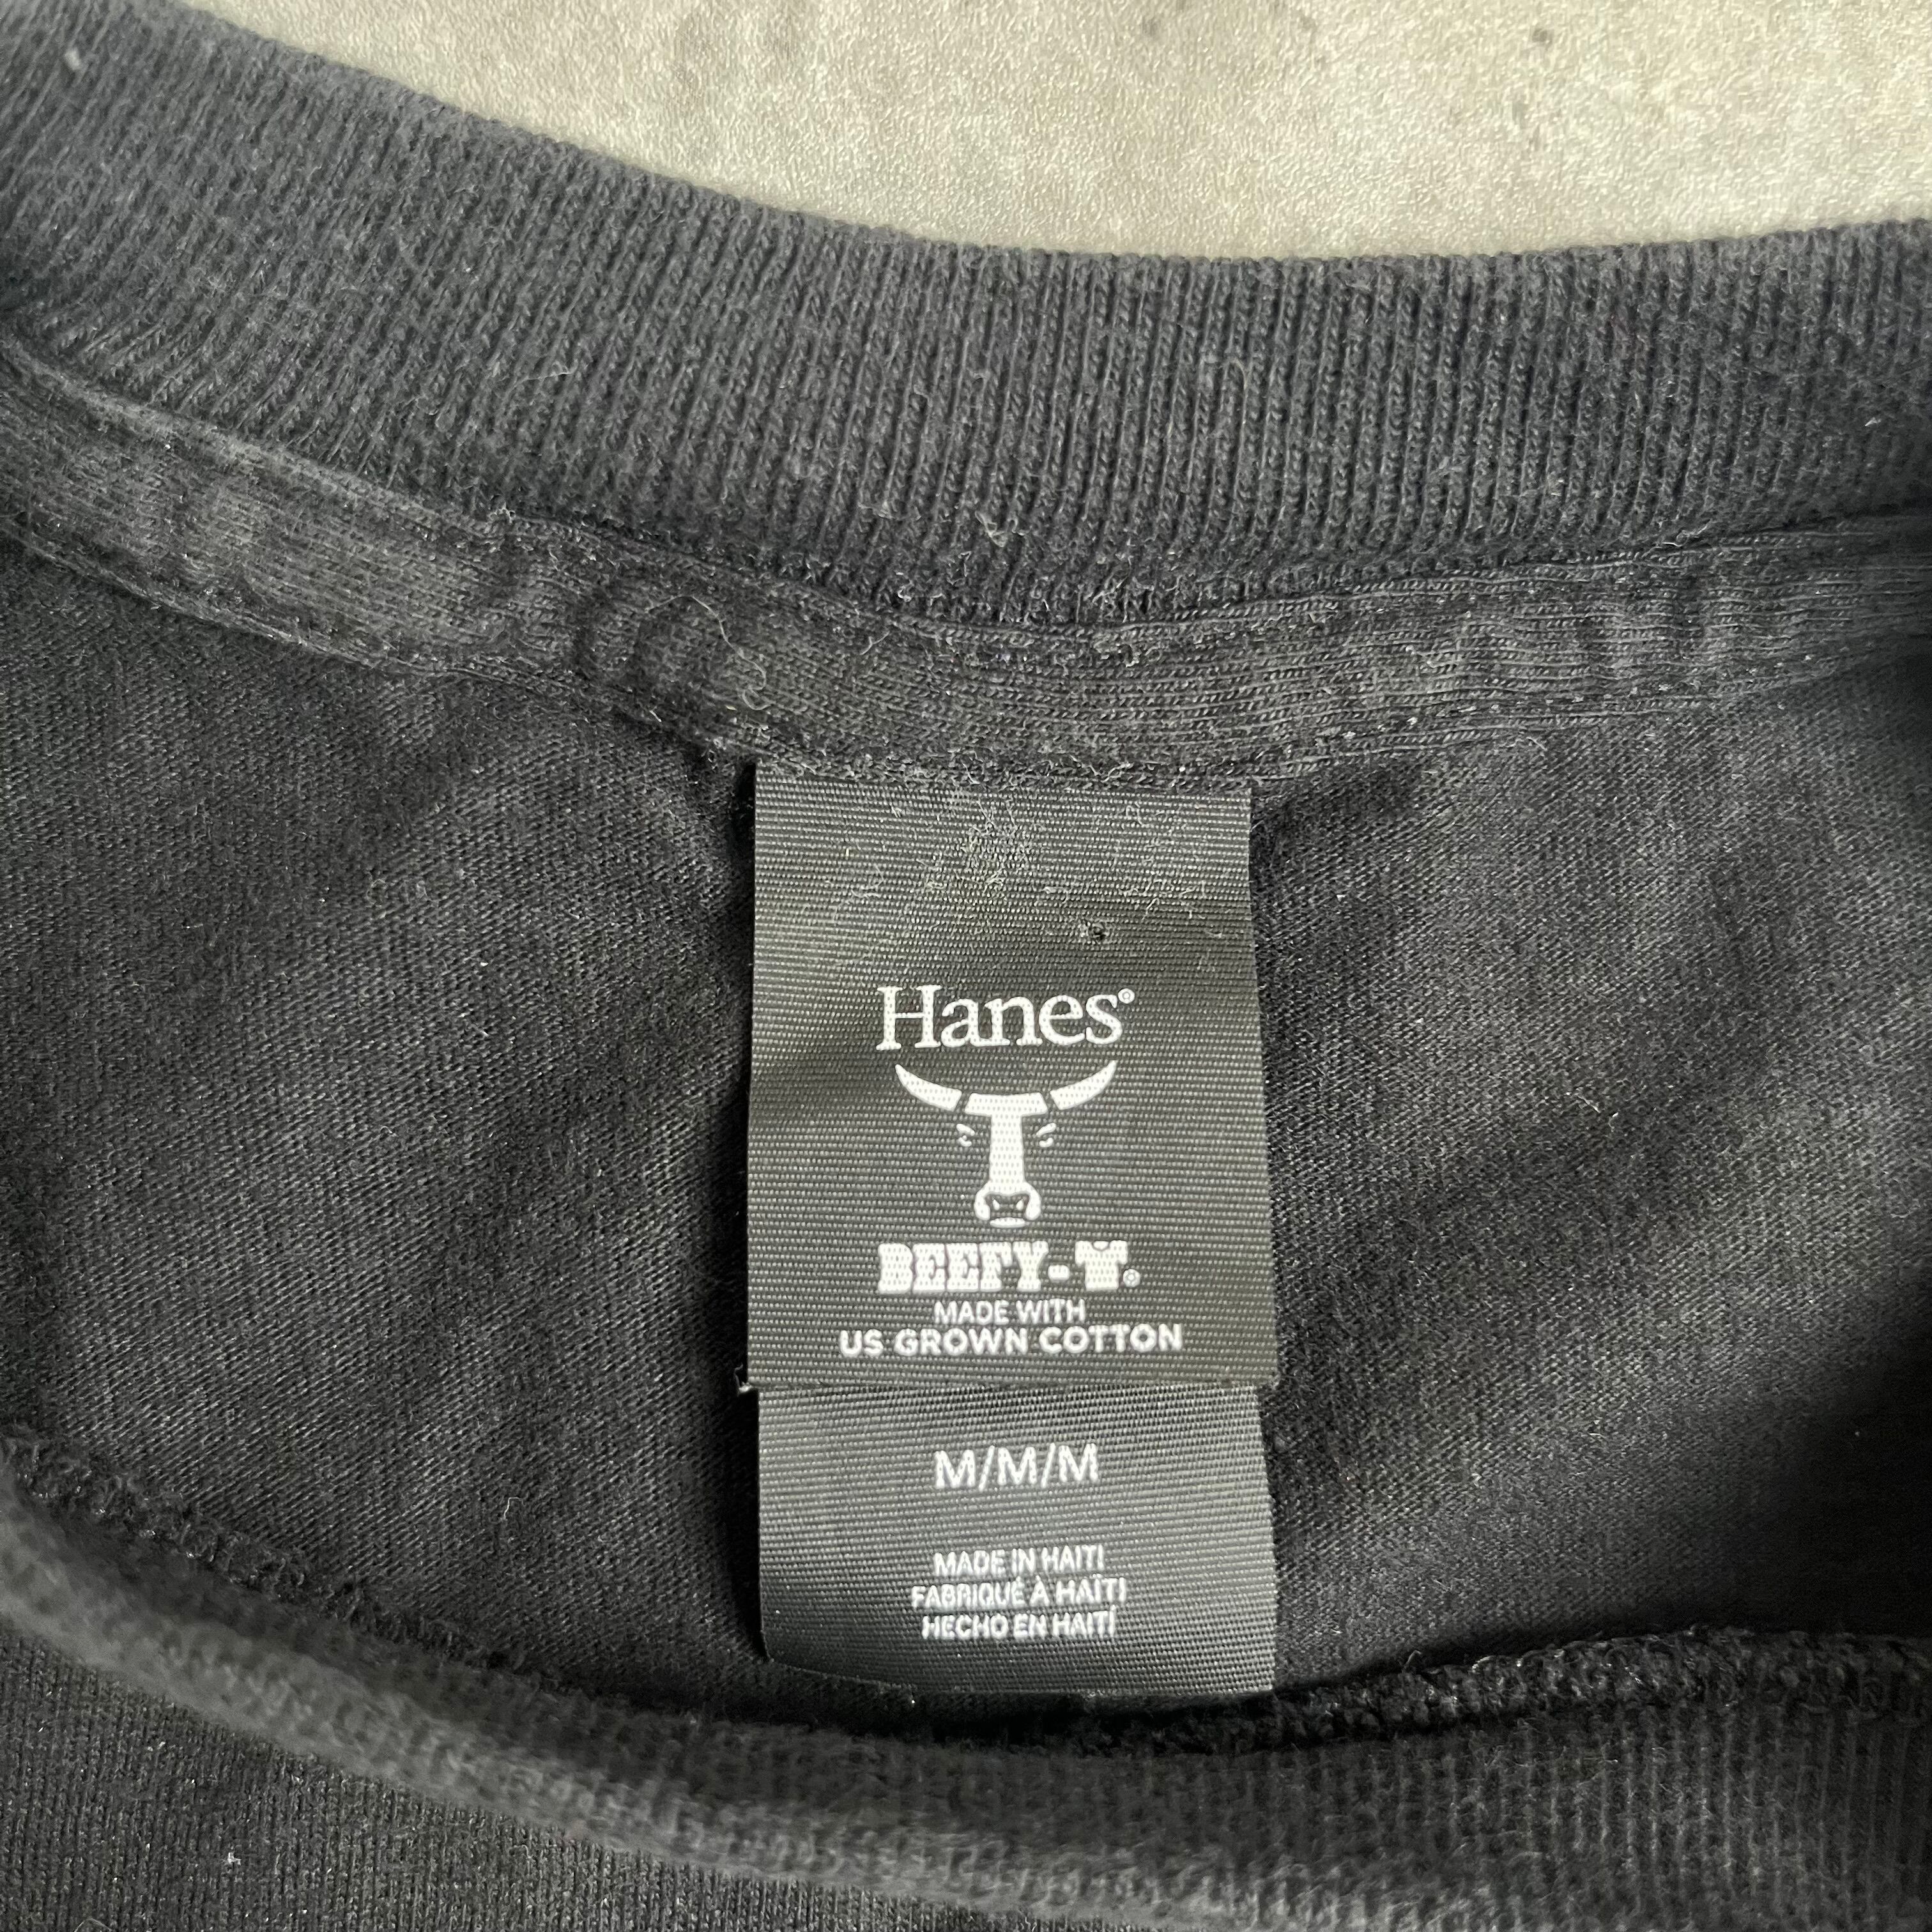 Hanes®
BEEFY-T®
MADE WITH
US GROWN COTTON
M/M/M
MADE IN HAITI
FABRIQUÉ À HAÏTI
HECHO EN HAITÍ